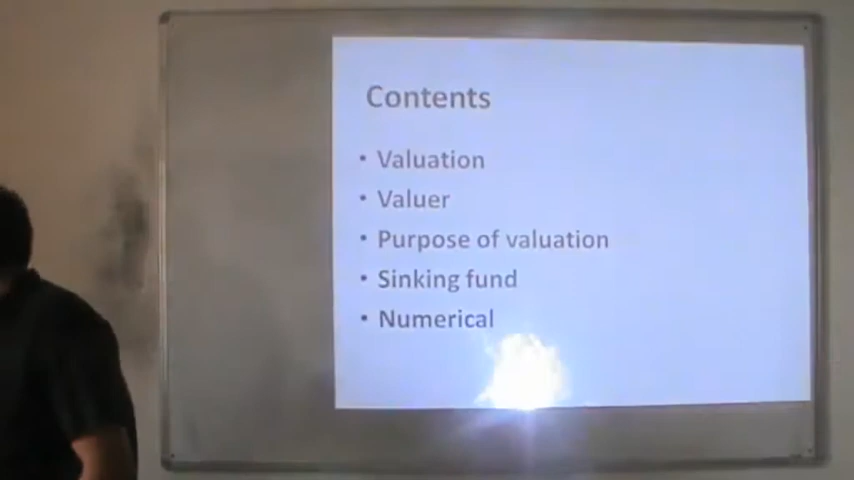 Contents
• Valuation
• Valuer
• Purpose of valuation
• Sinking fund
• Numerical